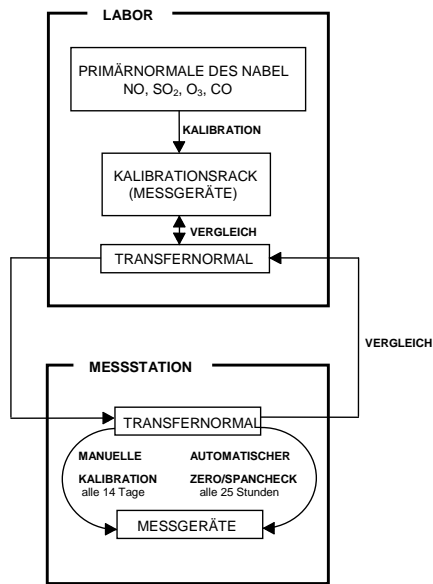 LABOR
PRIMÄRNORMALE DES NABEL
NO, SO₂, O₃, CO
KALIBRATION
KALIBRATIONSRACK
(MESSGERÄTE)
VERGLEICH
TRANSFERNORMAL
VERGLEICH
MESSSTATION
TRANSFERNORMAL
MANUELLE
KALIBRATION
alle 14 Tage
AUTOMATISCHER
ZERO/SPANCHECK
alle 25 Stunden
MESSGERÄTE